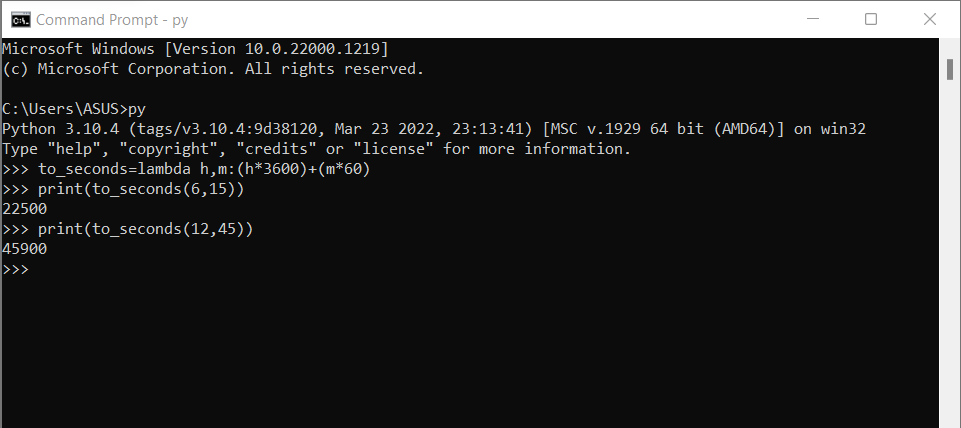 Command Prompt - py
Microsoft Windows [Version 10.0.22000.1219]
(c) Microsoft Corporation. All rights reserved.
C:\Users\ASUS>py
Python 3.10.4 (tags/v3.10.4:9d38120, Mar 23 2022, 23:13:41) [MSC v.1929 64 bit (AMD64)] on win32
Type "help", "copyright", "credits" or "license" for more information.
>>> to_seconds=lambda h,m:(h*3600)+(m*60)
>>> print(to_seconds(6,15))
22500
>>> print(to_seconds(12,45))
45900
>>>